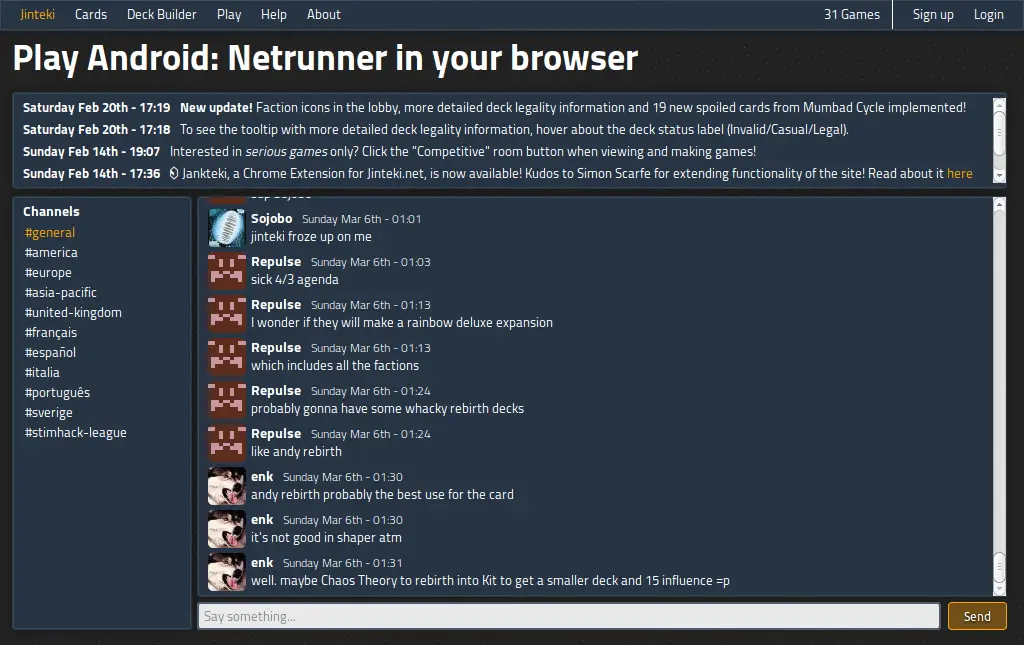 Jinteki Cards Deck Builder Play Help About 31 Games Sign up Login
Play Android: Netrunner in your browser
Saturday Feb 20th - 17:19 New update! Faction icons in the lobby, more detailed deck legality information and 19 new spoiled cards from Mumbad Cycle implemented!
Saturday Feb 20th - 17:18 To see the tooltip with more detailed deck legality information, hover about the deck status label (Invalid/Casual/Legal).
Sunday Feb 14th - 19:07 Interested in serious games only? Click the "Competitive" room button when viewing and making games!
Sunday Feb 14th - 17:36 Jankteki, a Chrome Extension for Jinteki.net, is now available! Kudos to Simon Scarfe for extending functionality of the site! Read about it here
Channels
#general
#america
#europe
#asia-pacific
#united-kingdom
#français
#español
#italia
#português
#sverige
#stimhack-league
Sojobo Sunday Mar 6th - 01:01
jinteki froze up on me
Repulse Sunday Mar 6th - 01:03
sick 4/3 agenda
Repulse Sunday Mar 6th - 01:13
I wonder if they will make a rainbow deluxe expansion
Repulse Sunday Mar 6th - 01:13
which includes all the factions
Repulse Sunday Mar 6th - 01:24
probably gonna have some whacky rebirth decks
Repulse Sunday Mar 6th - 01:24
like andy rebirth
enk Sunday Mar 6th - 01:30
andy rebirth probably the best use for the card
enk Sunday Mar 6th - 01:30
it's not good in shaper atm
enk Sunday Mar 6th - 01:31
well. maybe Chaos Theory to rebirth into Kit to get a smaller deck and 15 influence =p
Say something...
Send